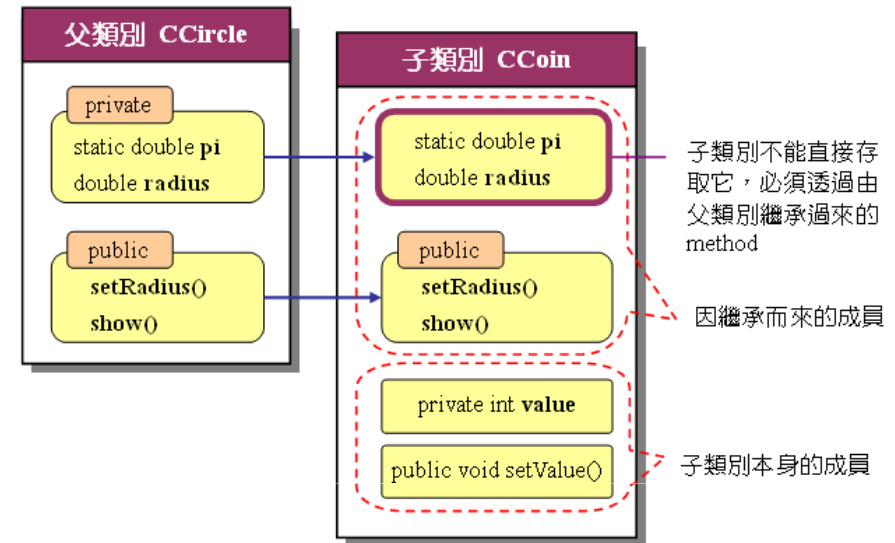 父類別 CCircle
private
static double pi
double radius
public
setRadius()
show()
子類別 CCoin
static double pi
double radius
public
setRadius()
show()
private int value
public void setValue()
子類別不能直接存
取它，必須透過由
父類別繼承過來的
method
因繼承而來的成員
子類別本身的成員